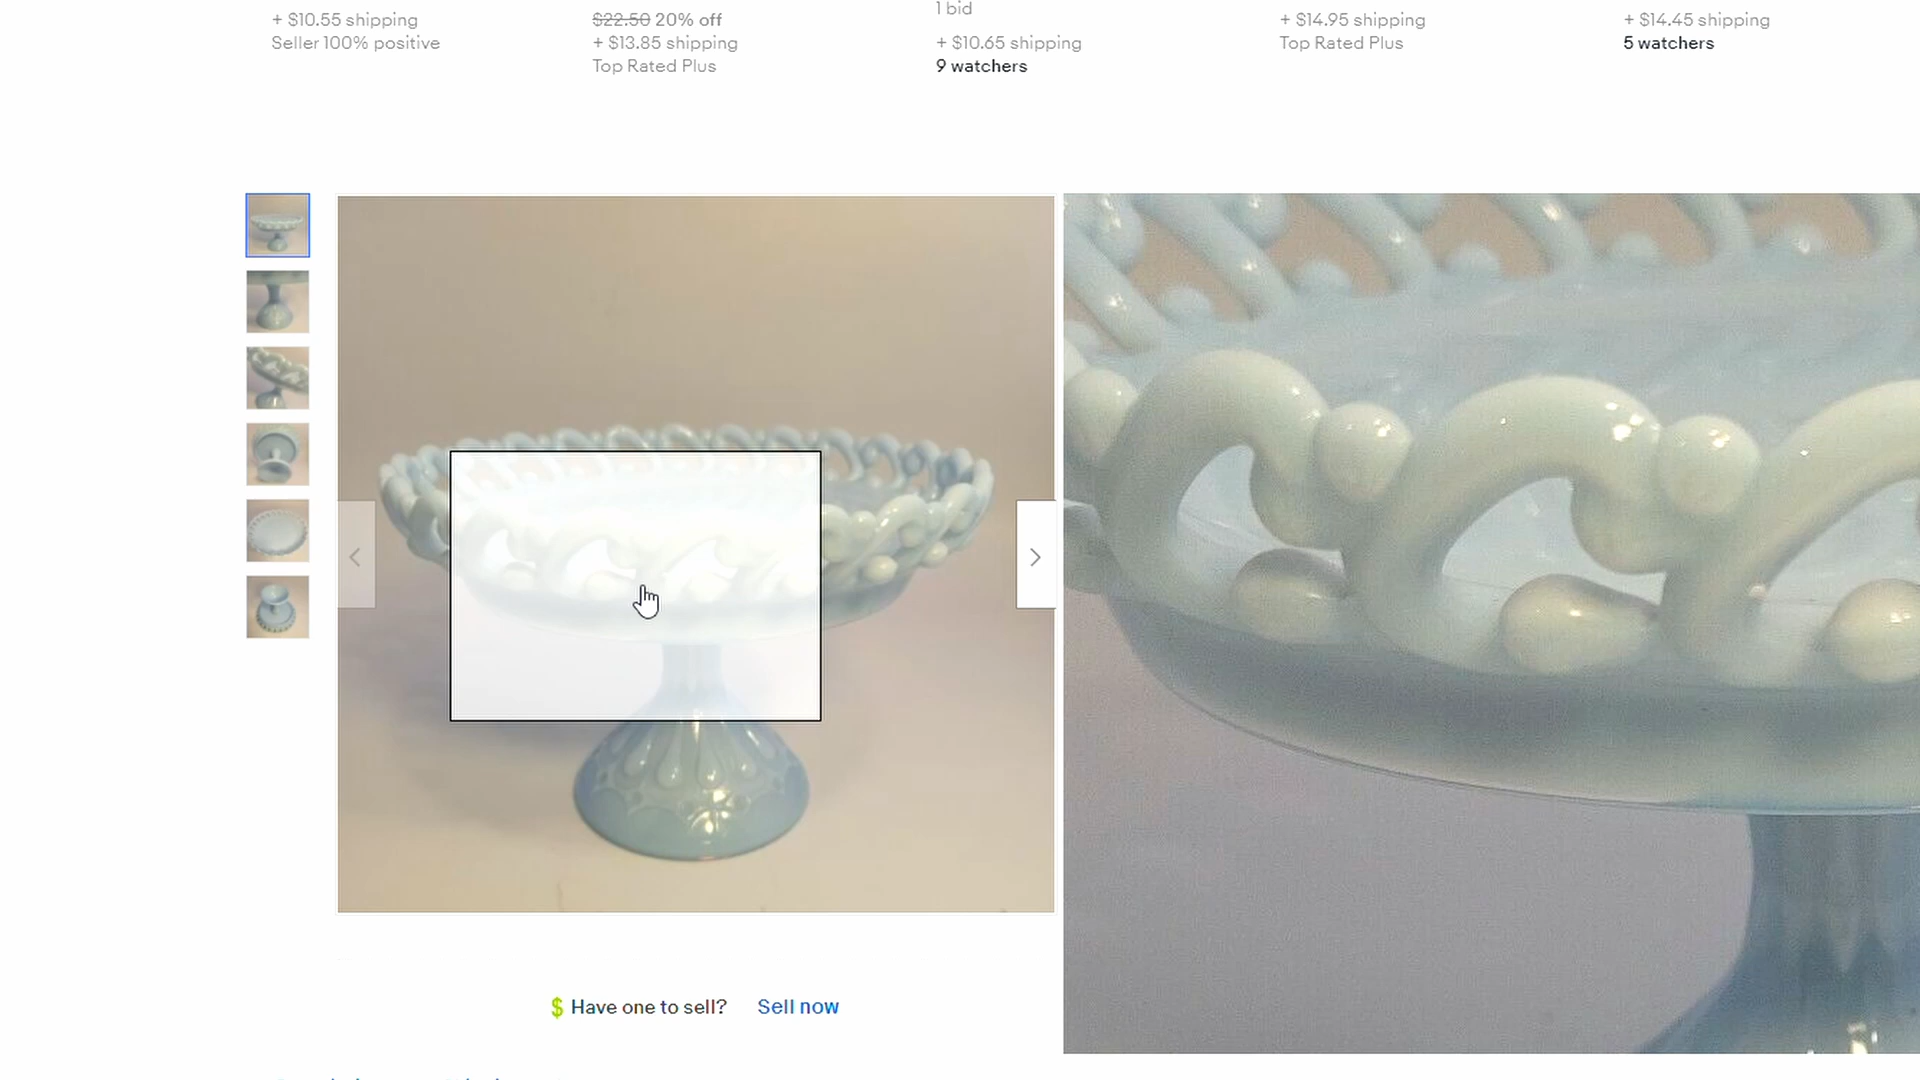 + $10.55 shipping
Seller 100% positive
$22.50 20% off
+ $13.85 shipping
Top Rated Plus
1 bid
+ $10.65 shipping
9 watchers
+ $14.95 shipping
Top Rated Plus
+ $14.45 shipping
5 watchers
$ Have one to sell? Sell now